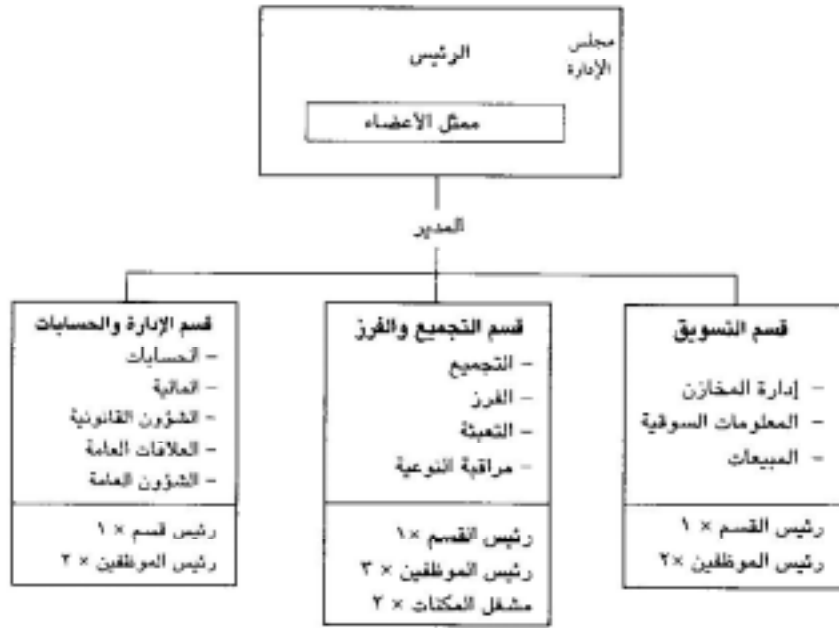 مجلس
الإدارة
الرئيس
ممثل الأعضاء
المدير
قسم التسويق
– إدارة المخازن
– المعلومات السوقية
– المبيعات
رئيس القسم × ١
رئيس الموظفين ×٢
قسم التجميع والفرز
– التجميع
– الفرز
– التعبئة
– مراقبة النوعية
رئيس القسم ×١
رئيس الموظفين × ٣
مشغل المكنات × ٢
قسم الإدارة والحسابات
– الحسابات
– المالية
– الشؤون القانونية
– العلاقات العامة
– الشؤون العامة
رئيس قسم × ١
رئيس الموظفين ×